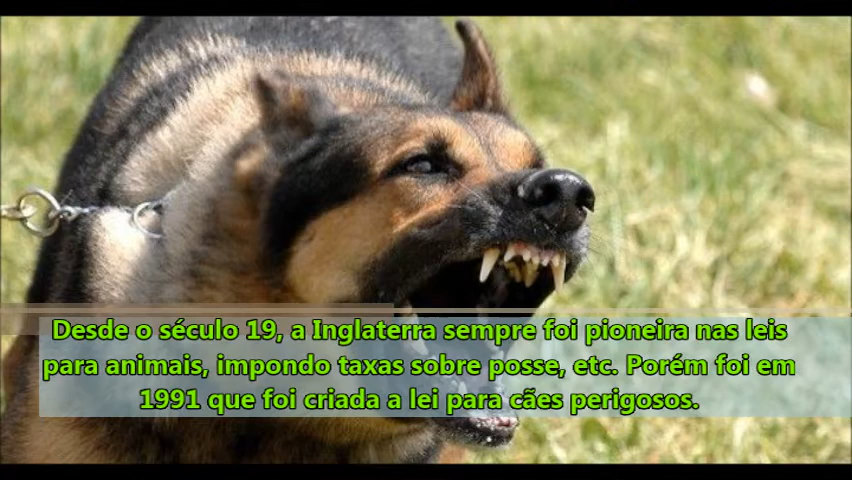 Desde o século 19, a Inglaterra sempre foi pioneira nas leis
para animais, impondo taxas sobre posse, etc. Porém foi em
1991 que foi criada a lei para cães perigosos.